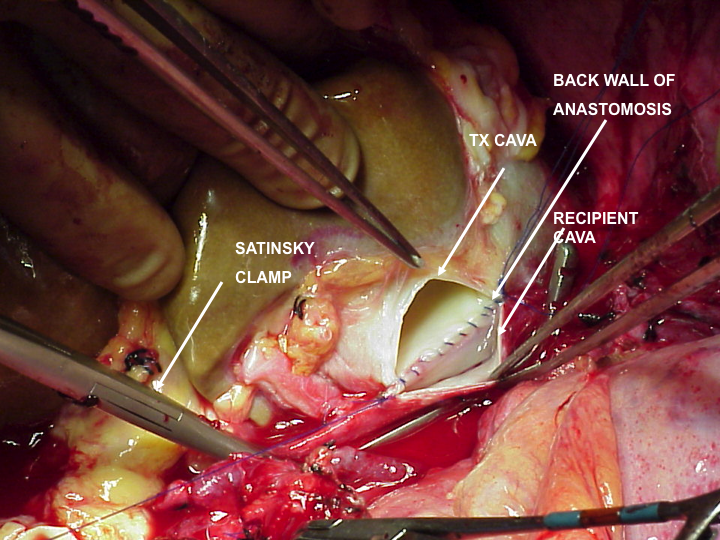 BACK WALL OF
ANASTOMOSIS
TX CAVA
RECIPIENT
CAVA
SATINSKY
CLAMP